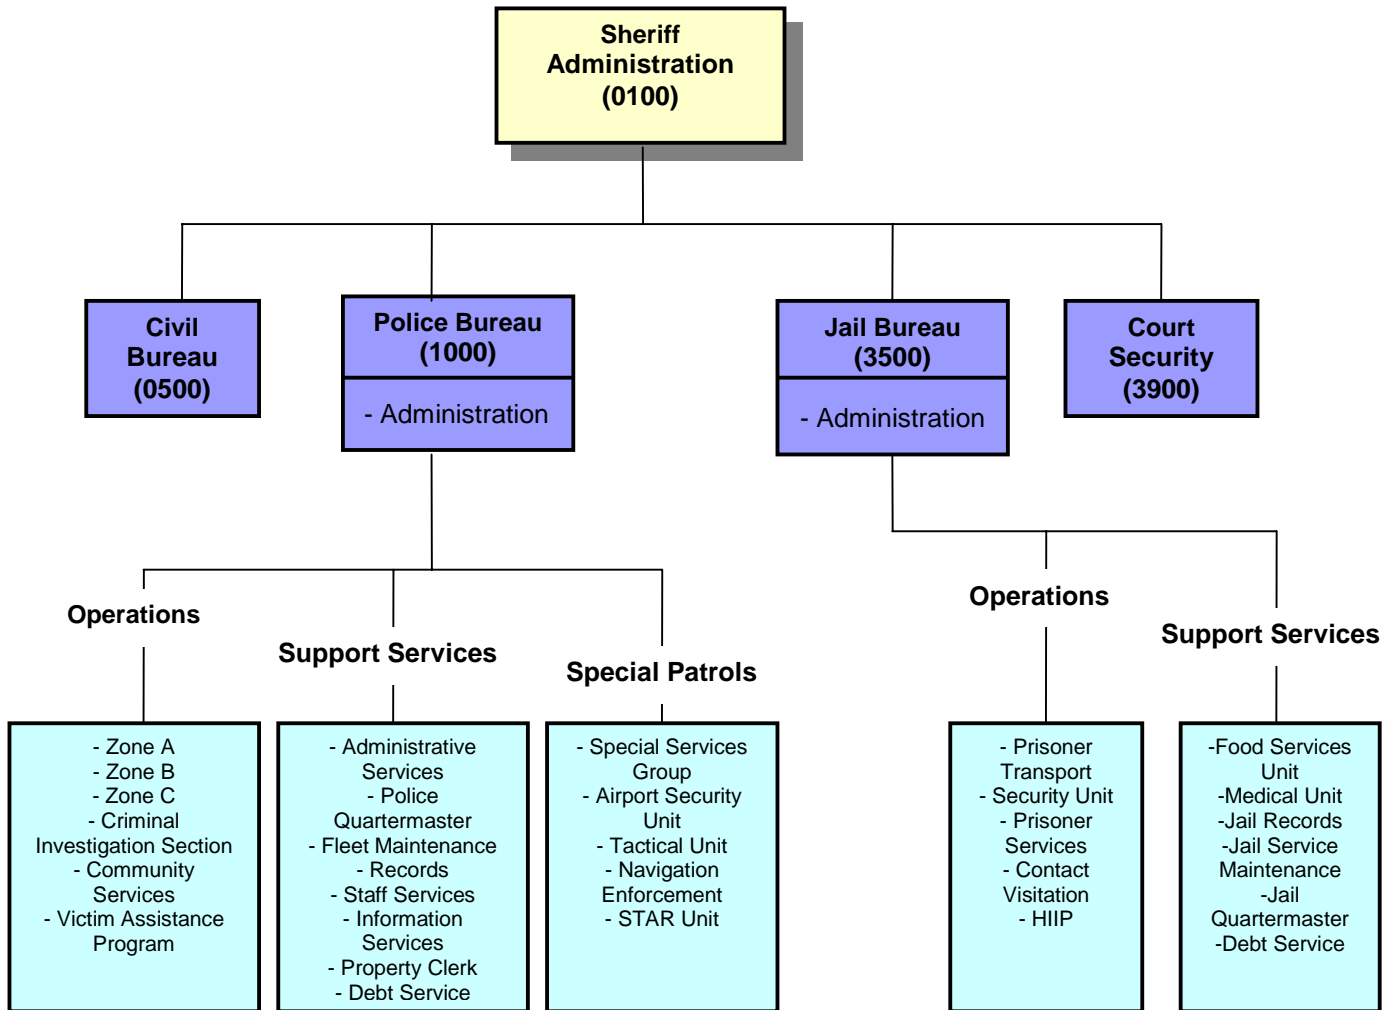 Sheriff
Administration
(0100)
Civil
Bureau
(0500)
Police Bureau
(1000)
- Administration
Jail Bureau
(3500)
- Administration
Court
Security
(3900)
Operations
Support Services
Special Patrols
Operations
Support Services
- Zone A
- Zone B
- Zone C
- Criminal
Investigation Section
- Community
Services
- Victim Assistance
Program
- Administrative
Services
- Police
Quartermaster
- Fleet Maintenance
- Records
- Staff Services
- Information
Services
- Property Clerk
- Debt Service
- Special Services
Group
- Airport Security
Unit
- Tactical Unit
- Navigation
Enforcement
- STAR Unit
- Prisoner
Transport
- Security Unit
- Prisoner
Services
- Contact
Visitation
- HIIP
-Food Services
Unit
-Medical Unit
-Jail Records
-Jail Service
Maintenance
-Jail
Quartermaster
-Debt Service